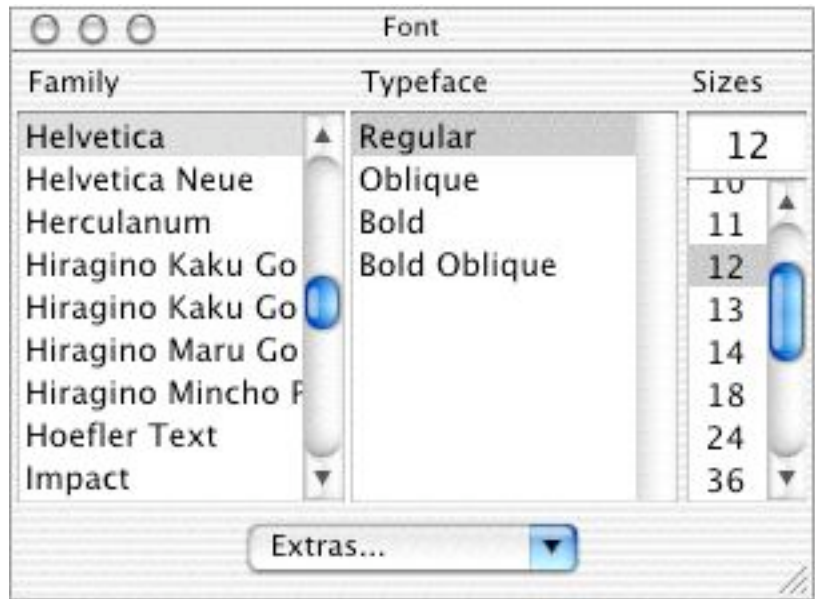 Font
Family Typeface Sizes
Helvetica
Helvetica Neue
Herculanum
Hiragino Kaku Go
Hiragino Kaku Go
Hiragino Maru Go
Hiragino Mincho P
Hoefler Text
Impact
Regular
Oblique
Bold
Bold Oblique
12
10
11
12
13
14
18
24
36
Extras...